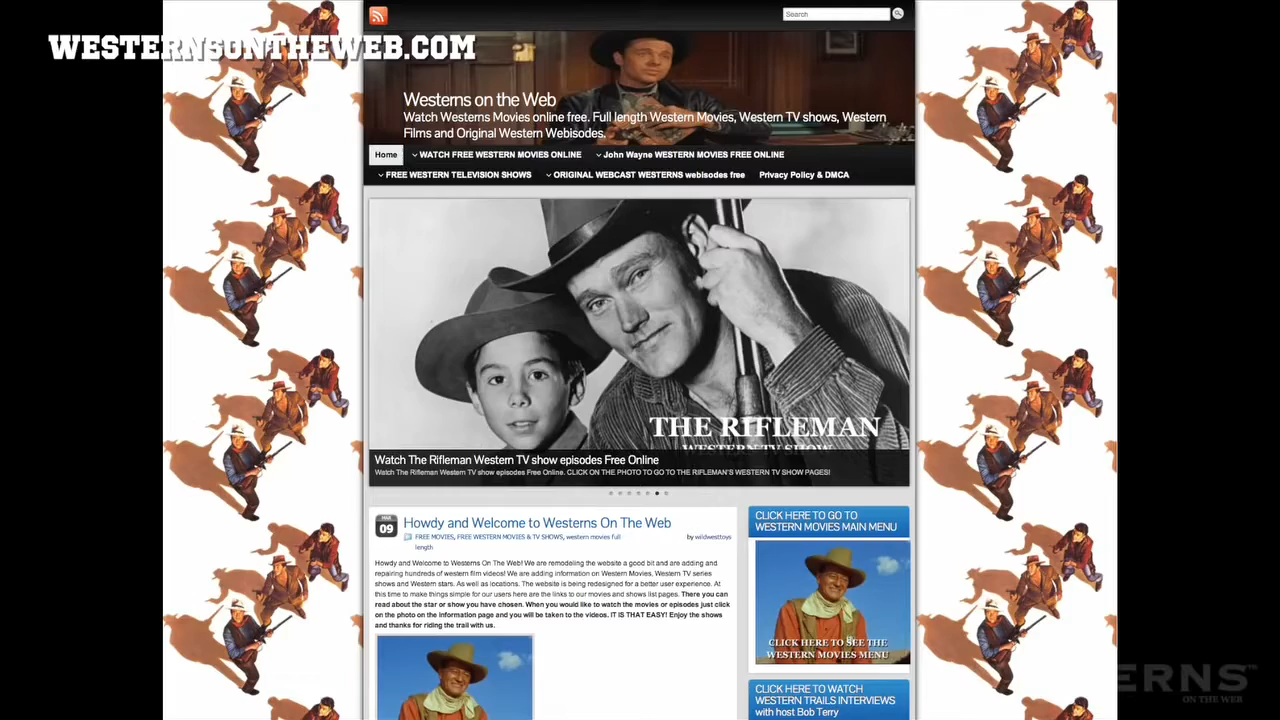 WESTERNSONTHEWEB.COM
Search
Westerns on the Web
Watch Westerns Movies online free. Full length Western Movies, Western TV shows, Western
Films and Original Western Webisodes.
Home
WATCH FREE WESTERN MOVIES ONLINE
John Wayne WESTERN MOVIES FREE ONLINE
FREE WESTERN TELEVISION SHOWS
ORIGINAL WEBCAST WESTERNS webisodes free
Privacy Policy & DMCA
THE RIFLEMAN
WESTERN TV SHOW
Watch The Rifleman Western TV show episodes Free Online
Watch The Rifleman Western TV show episodes Free Online. CLICK ON THE PHOTO TO GO TO THE RIFLEMAN'S WESTERN TV SHOW PAGES!
MAR
09
Howdy and Welcome to Westerns On The Web
FREE MOVIES, FREE WESTERN MOVIES & TV SHOWS, western movies full
length
by wildwesttoys
Howdy and Welcome to Westerns On The Web! We are remodeling the website a good bit and are adding and
repairing hundreds of western film videos! We are adding information on Western Movies, Western TV series
shows and Western stars. As well as locations. The website is being redesigned for a better user experience. At
this time to make things simple for our users here are the links to our movies and shows list pages. There you can
read about the star or show you have chosen. When you would like to watch the movies or episodes just click
on the photo on the information page and you will be taken to the videos. IT IS THAT EASY! Enjoy the shows
and thanks for riding the trail with us.
CLICK HERE TO GO TO
WESTERN MOVIES MAIN MENU
CLICK HERE TO SEE THE
WESTERN MOVIES MENU
CLICK HERE TO WATCH
WESTERN TRAILS INTERVIEWS
with host Bob Terry
ERNS™
ON THE WEB